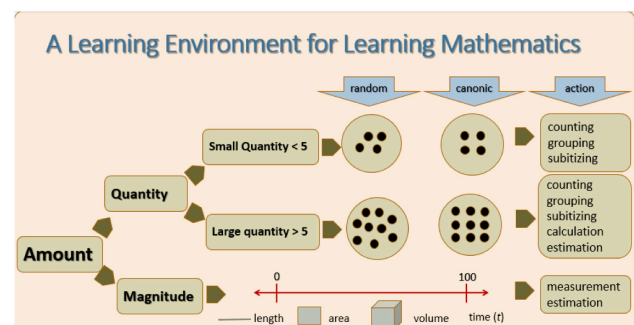 A Learning Environment for Learning Mathematics
random
canonic
action
Small Quantity < 5
counting
grouping
subitizing
Quantity
Large quantity > 5
counting
grouping
subitizing
calculation
estimation
Amount
Magnitude
0
100
measurement
estimation
length
area
volume
time (t)